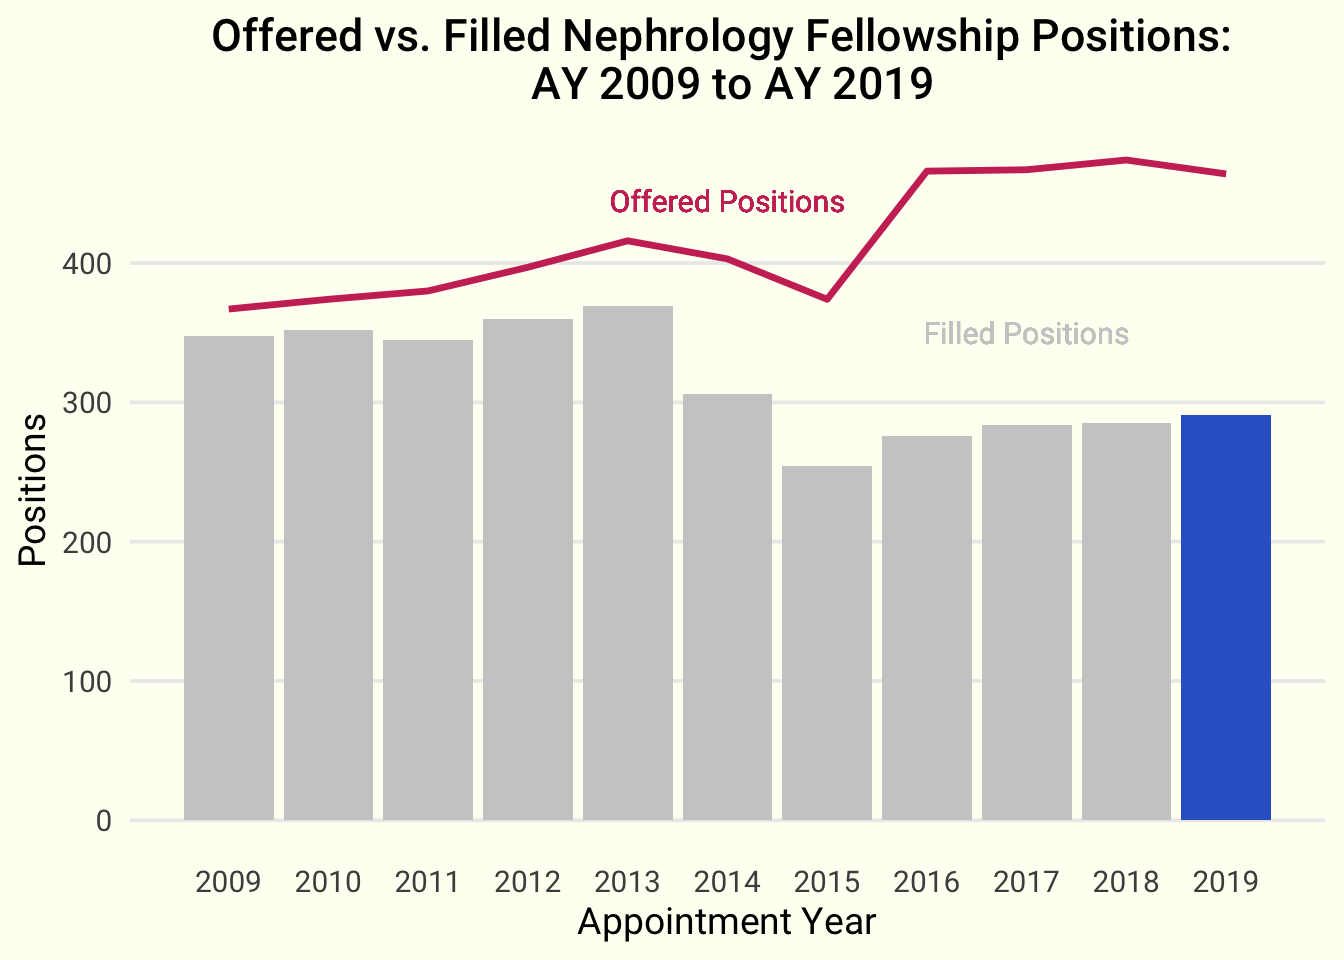 Offered vs. Filled Nephrology Fellowship Positions:
AY 2009 to AY 2019
Offered Positions
400
Filled Positions
300
Positions
200
100
0
2009 2010 2011 2012 2013 2014 2015 2016 2017 2018 2019
Appointment Year